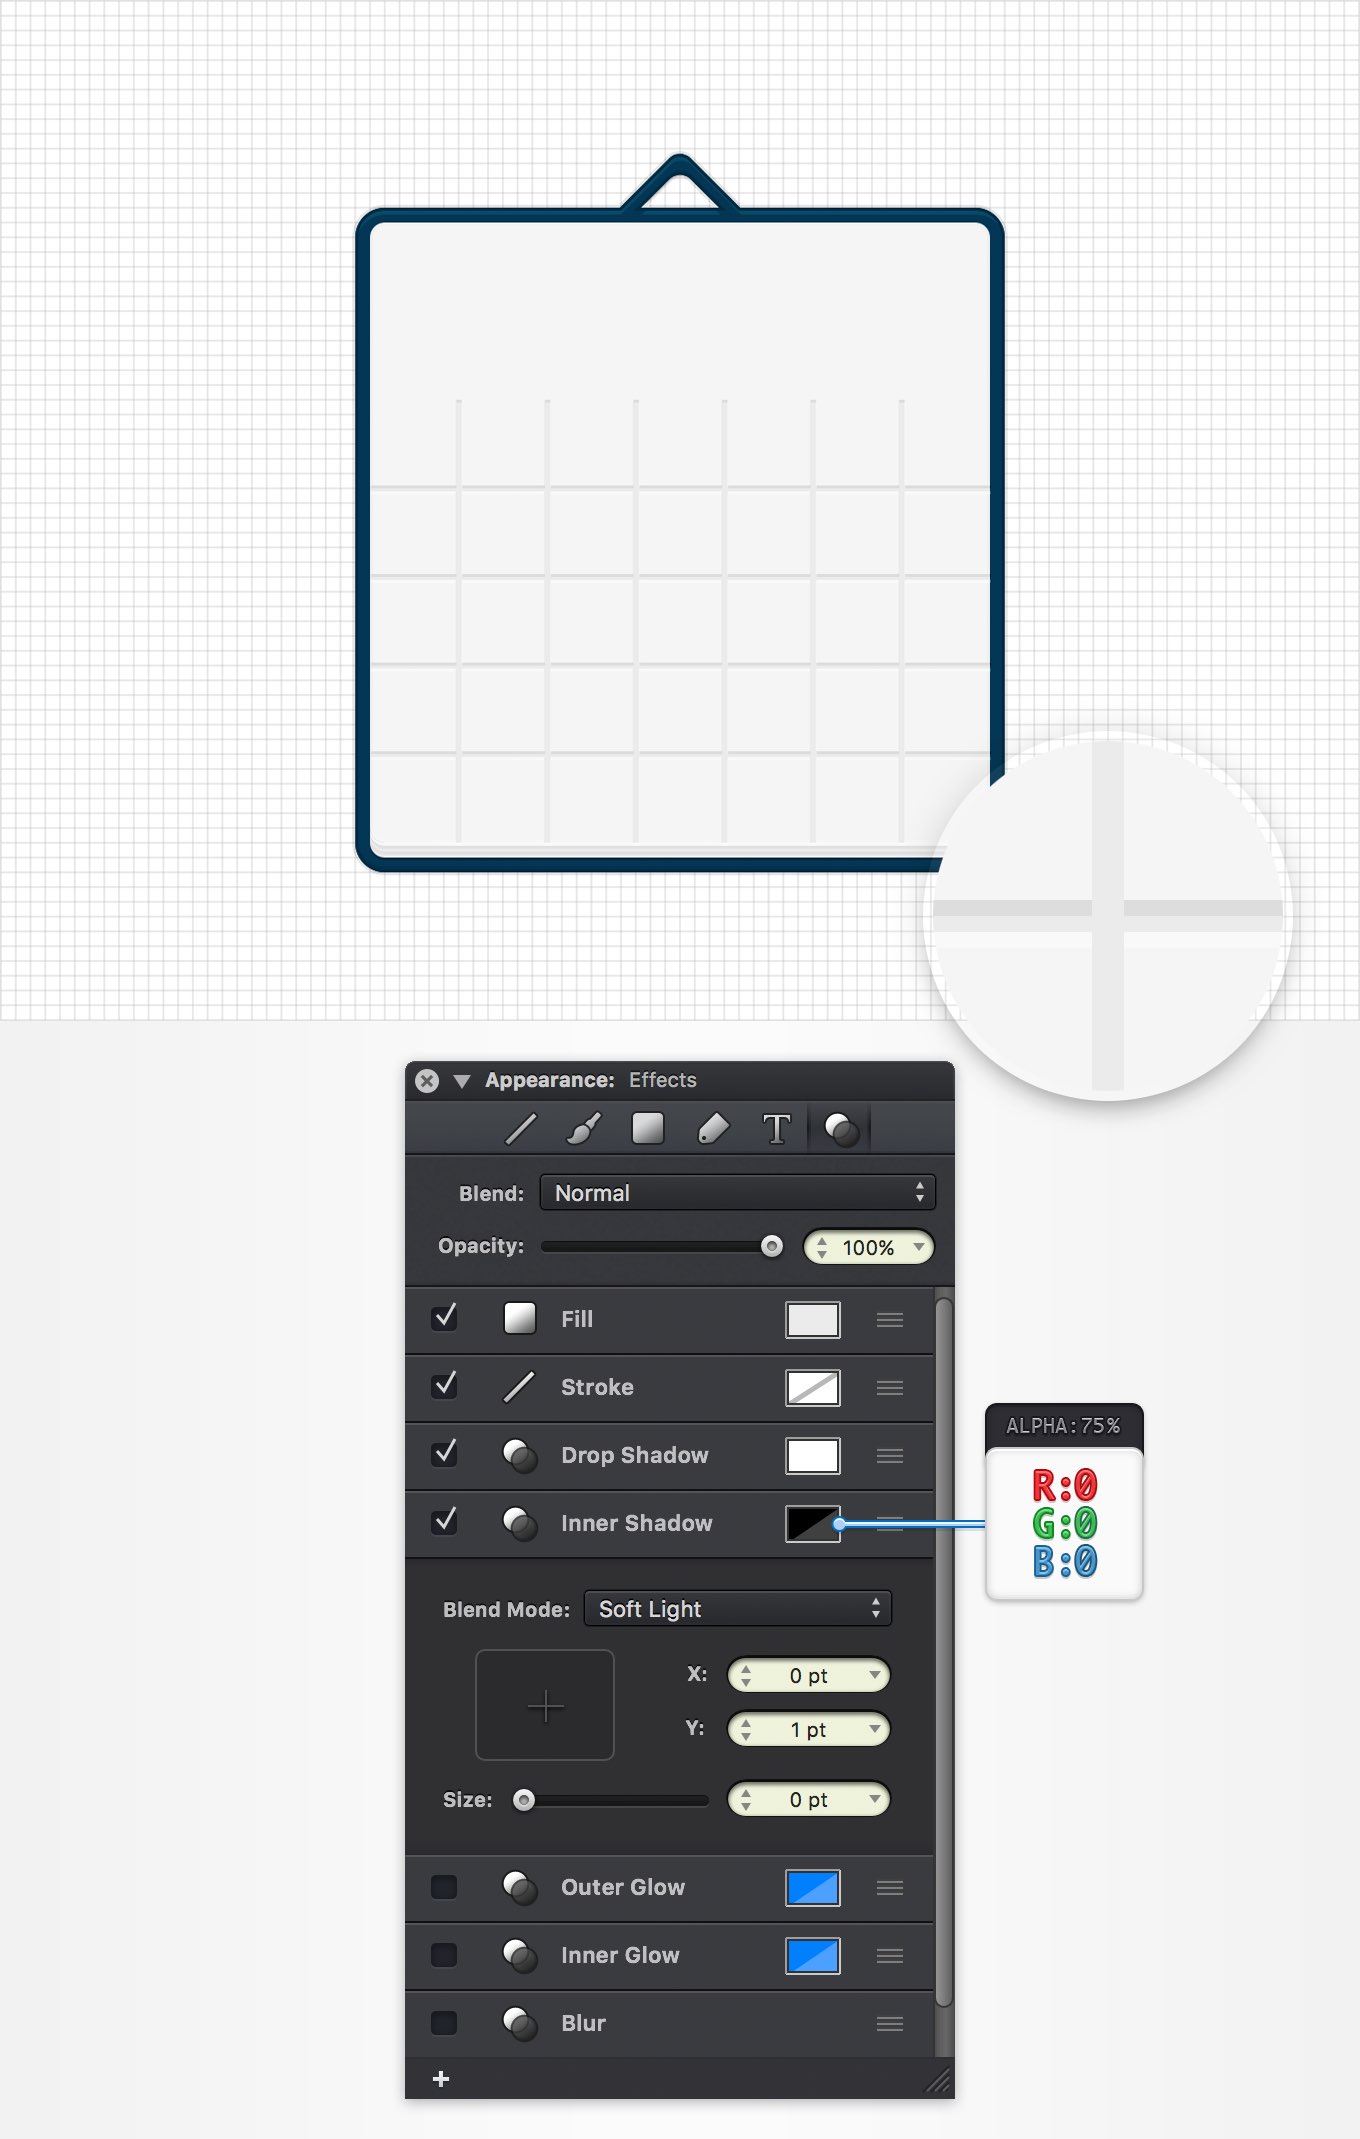 Appearance: Effects
T
Blend: Normal
Opacity: 100%
Fill
Stroke
Drop Shadow
Inner Shadow
ALPHA:75%
R:0
G:0
B:0
Blend Mode: Soft Light
X: 0 pt
Y: 1 pt
Size: 0 pt
Outer Glow
Inner Glow
Blur